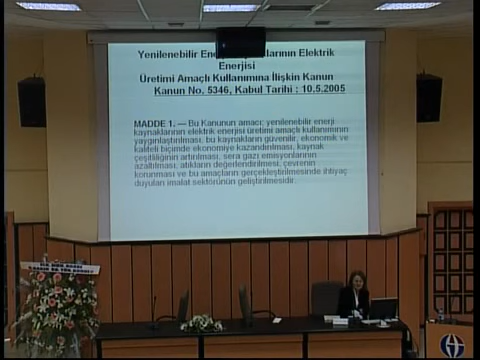 Yenilenebilir Ene    klarının Elektrik
Enerjisi
Üretimi Amaçlı Kullanımına İlişkin Kanun
Kanun No. 5346, Kabul Tarihi : 10.5.2005
MADDE 1. — Bu Kanunun amacı; yenilenebilir enerji
kaynaklarının elektrik enerjisi üretimi amaçlı kullanımının
yaygınlaştırılması, bu kaynakların güvenilir, ekonomik ve
kaliteli biçimde ekonomiye kazandırılması, kaynak
çeşitliliğinin artırılması, sera gazı emisyonlarının
azaltılması, atıkların değerlendirilmesi, çevrenin
korunması ve bu amaçların gerçekleştirilmesinde ihtiyaç
duyulan imalat sektörünün geliştirilmesidir.